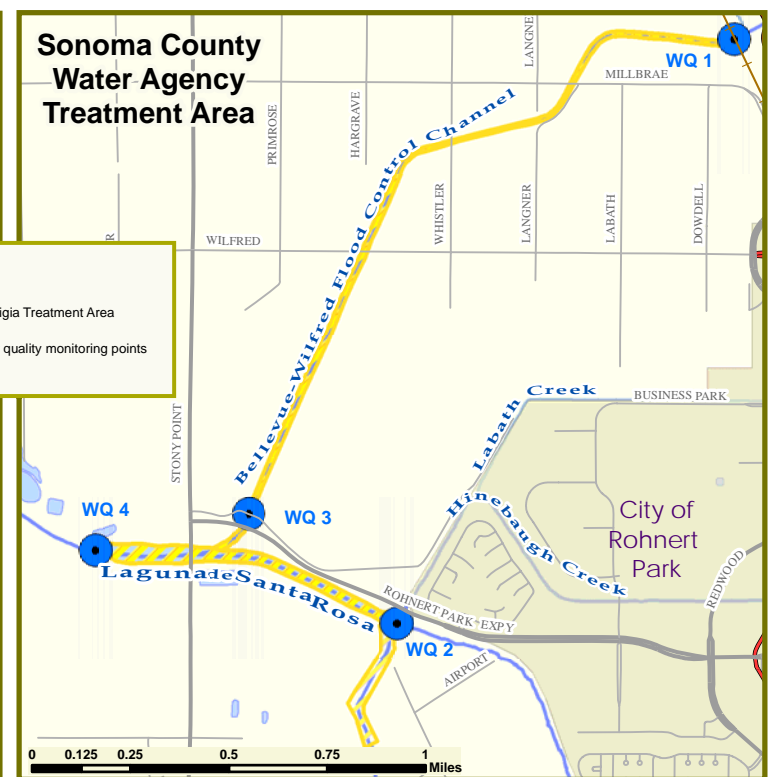 Sonoma County
Water Agency
Treatment Area
LANGNE
WQ 1
MILLBRAE
PRIMROSE
HARGRAVE
Bellevue-Wilfred Flood Control Channel
WHISTLER
LANGNER
LABATH
DOWDELL
R
WILFRED
igia Treatment Area
quality monitoring points
Labath Creek
BUSINESS PARK
STONY POINT
WQ 4
WQ 3
Hinebaugh Creek
City of
Rohnert
Park
Laguna de Santa Rosa
ROHNERT PARK EXPY
REDWOOD
WQ 2
AIRPORT
0 0.125 0.25 0.5 0.75 1
Miles